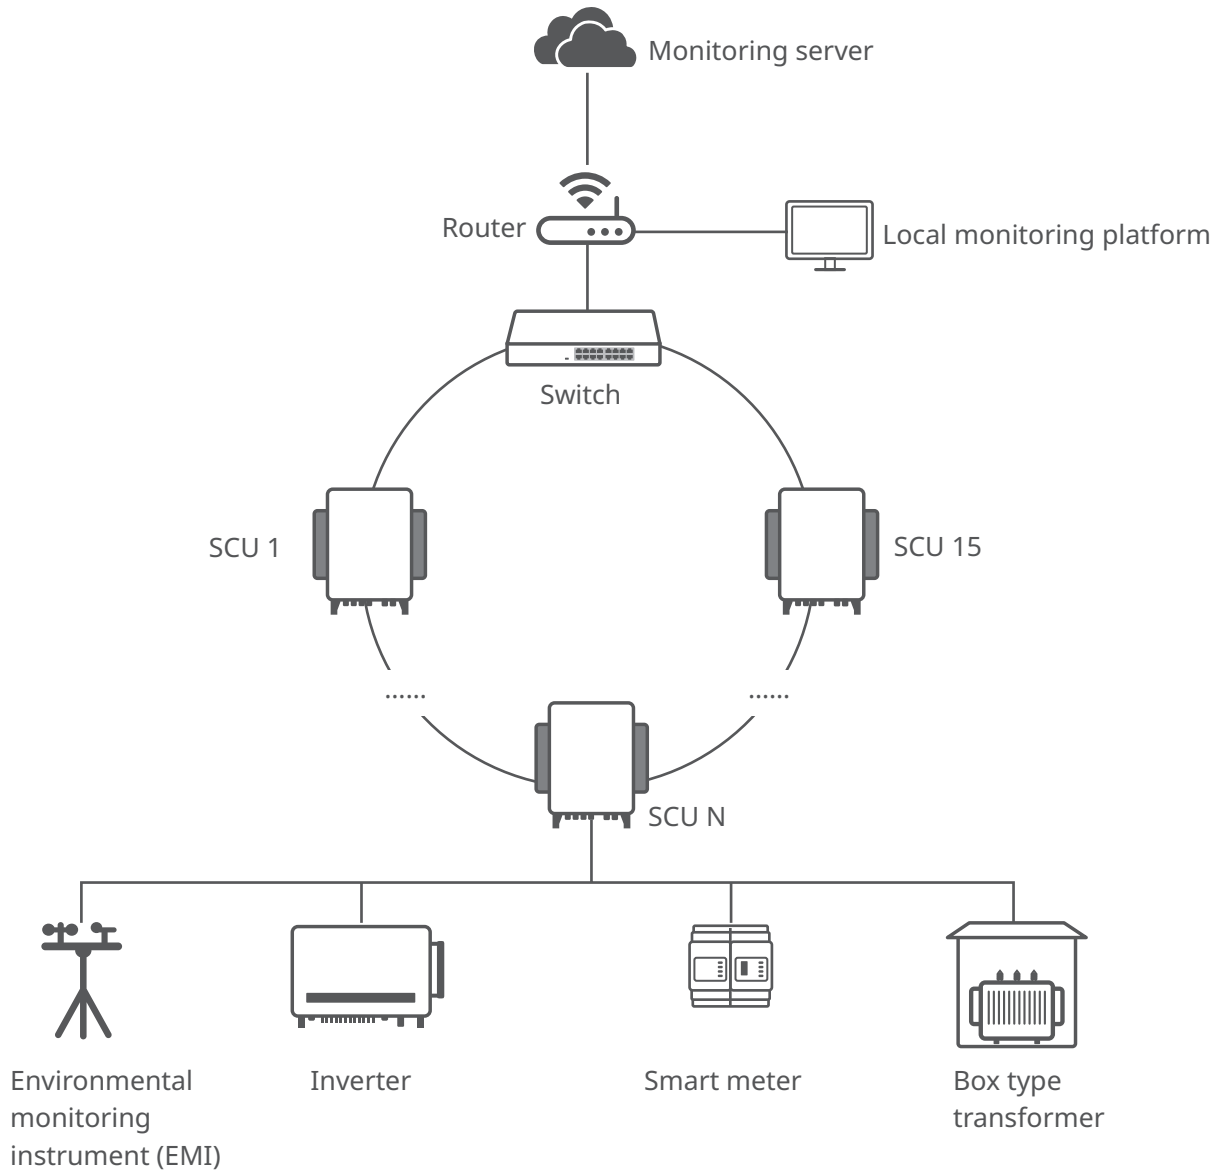 Monitoring server
Router
Local monitoring platform
Switch
SCU 1
SCU 15
......
......
SCU N
Environmental
monitoring
instrument (EMI)
Inverter
Smart meter
Box type
transformer